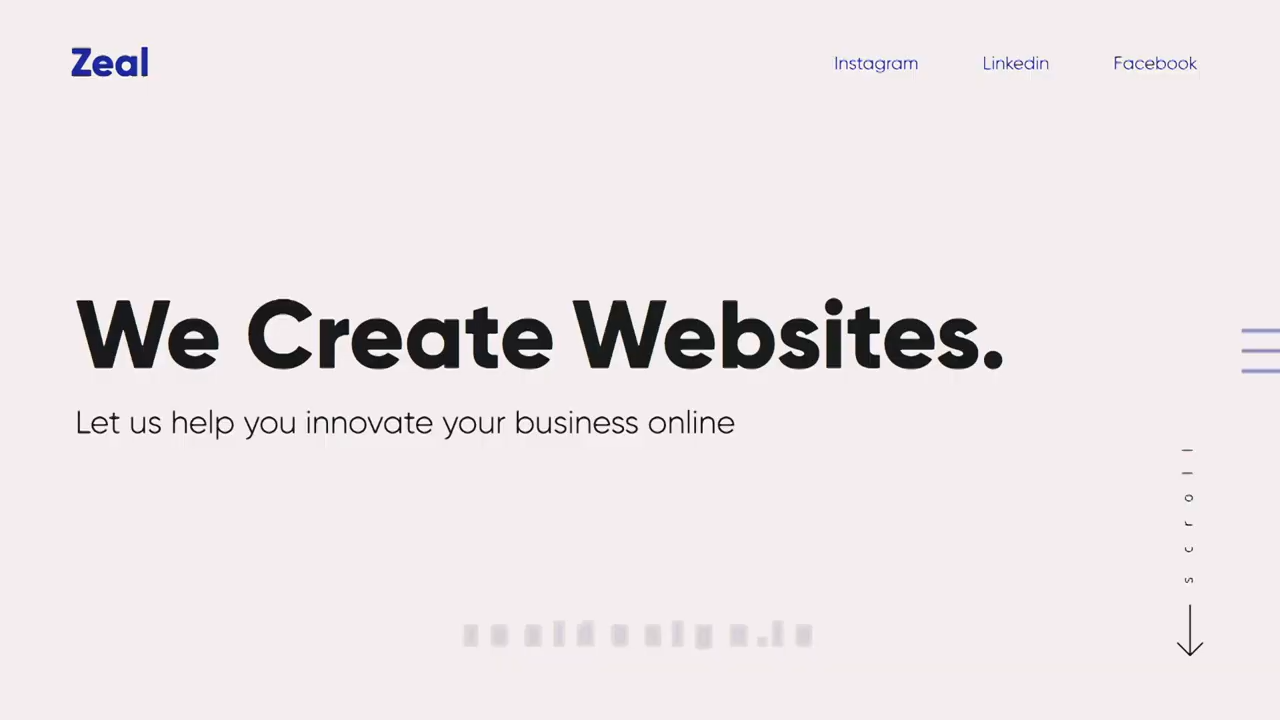 Zeal
Instagram Linkedin Facebook
We Create Websites.
Let us help you innovate your business online
scroll